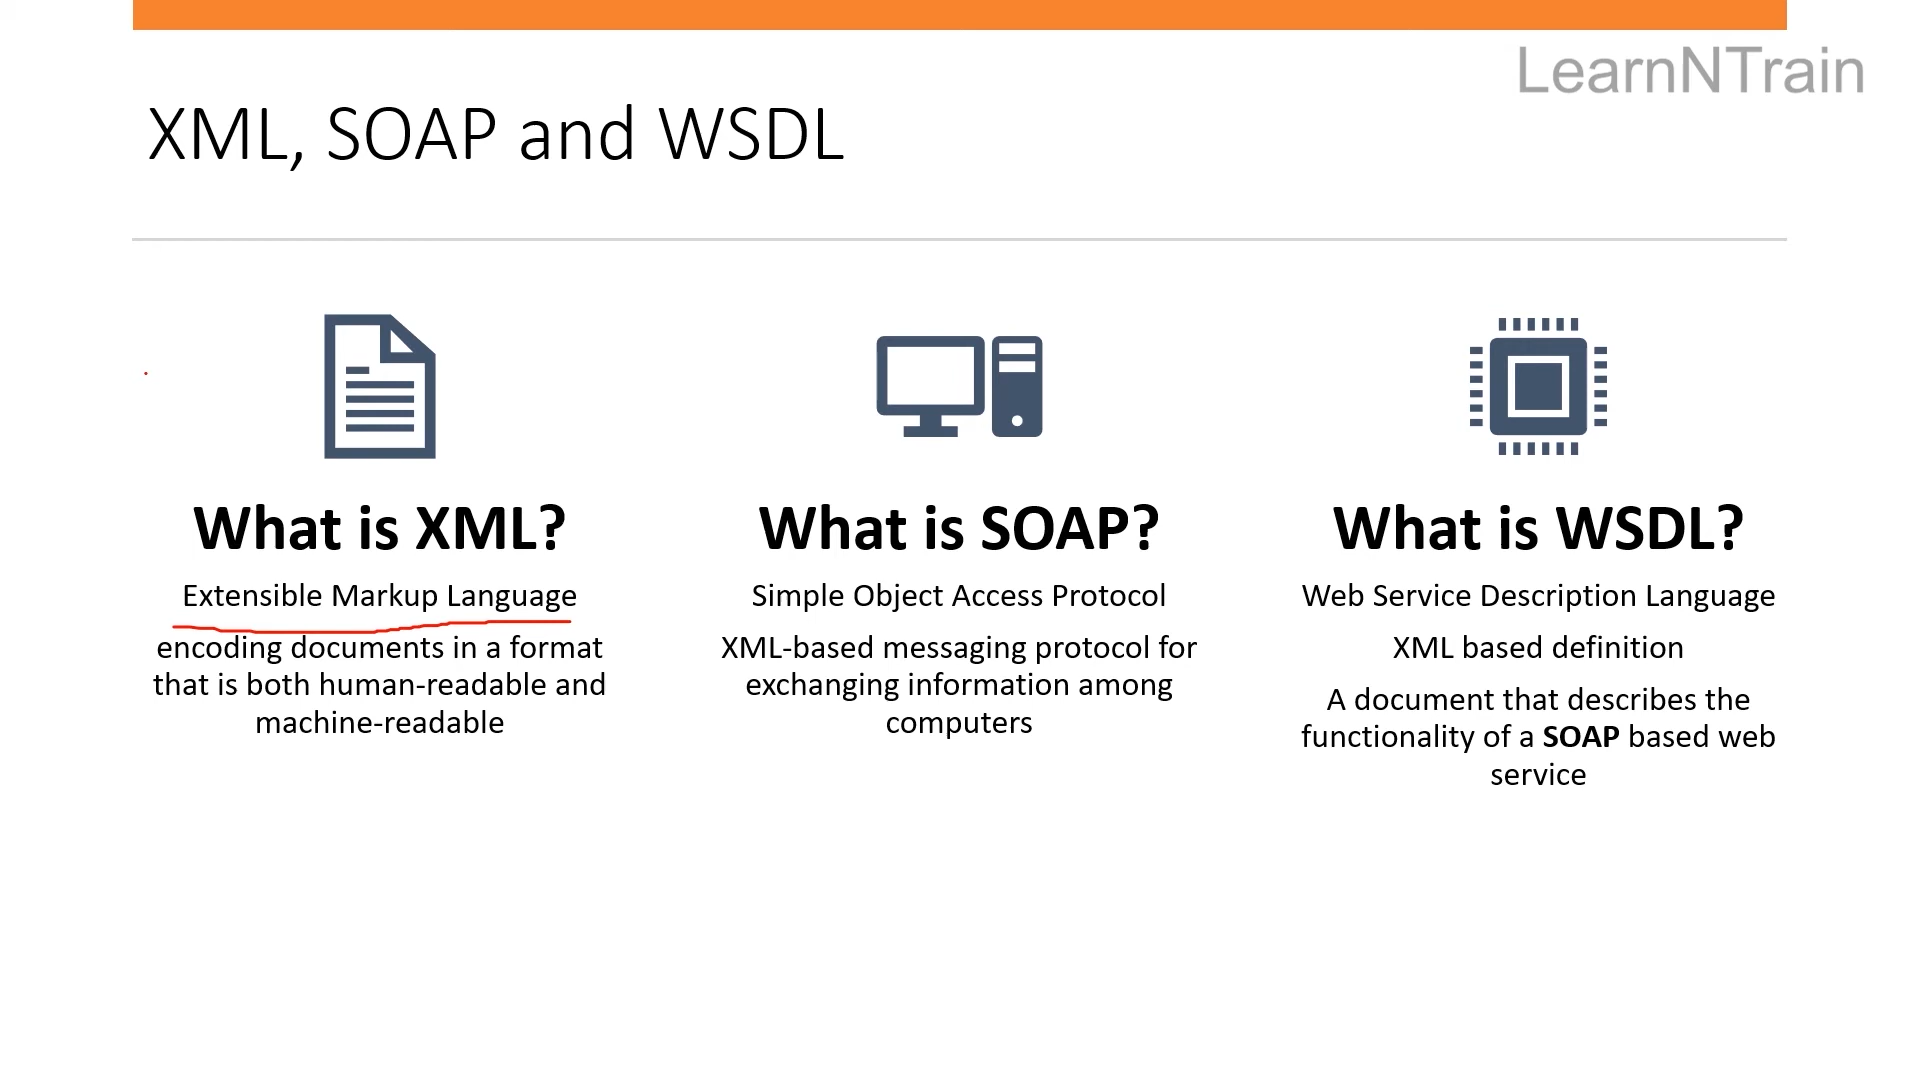 LearnNTrain
XML, SOAP and WSDL
What is XML?
Extensible Markup Language
encoding documents in a format
that is both human-readable and
machine-readable
What is SOAP?
Simple Object Access Protocol
XML-based messaging protocol for
exchanging information among
computers
What is WSDL?
Web Service Description Language
XML based definition
A document that describes the
functionality of a SOAP based web
service